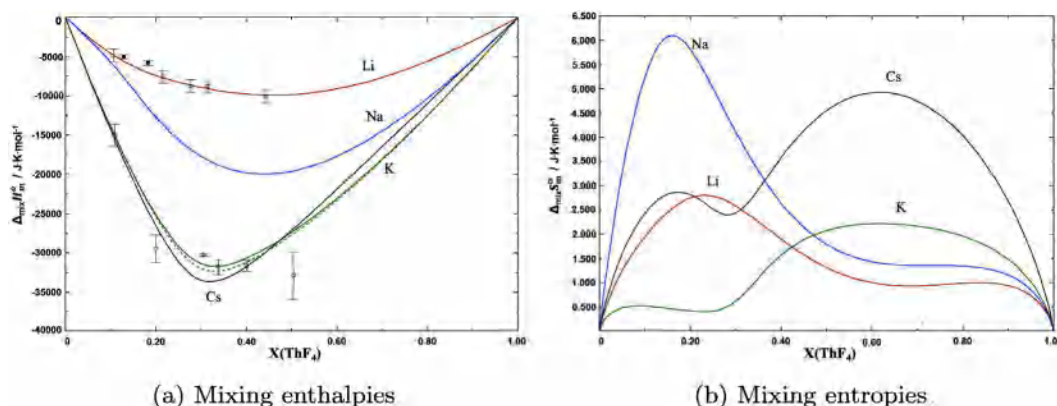 0
-5000
-10000
-15000
-20000
-25000
-30000
-35000
-40000
Δmix Hm° / J·K·mol⁻¹
Li
Na
K
Cs
0 0.20 0.40 0.60 0.80 1.00
X(ThF₄)
(a) Mixing enthalpies
6.500
6.000
5.500
5.000
4.500
4.000
3.500
3.000
2.500
2.000
1.500
1.000
0.500
Δmix Sm° / J·K·mol⁻¹
Na
Cs
Li
K
0.00 0.20 0.40 0.60 0.80 1.00
X(ThF₄)
(b) Mixing entropies